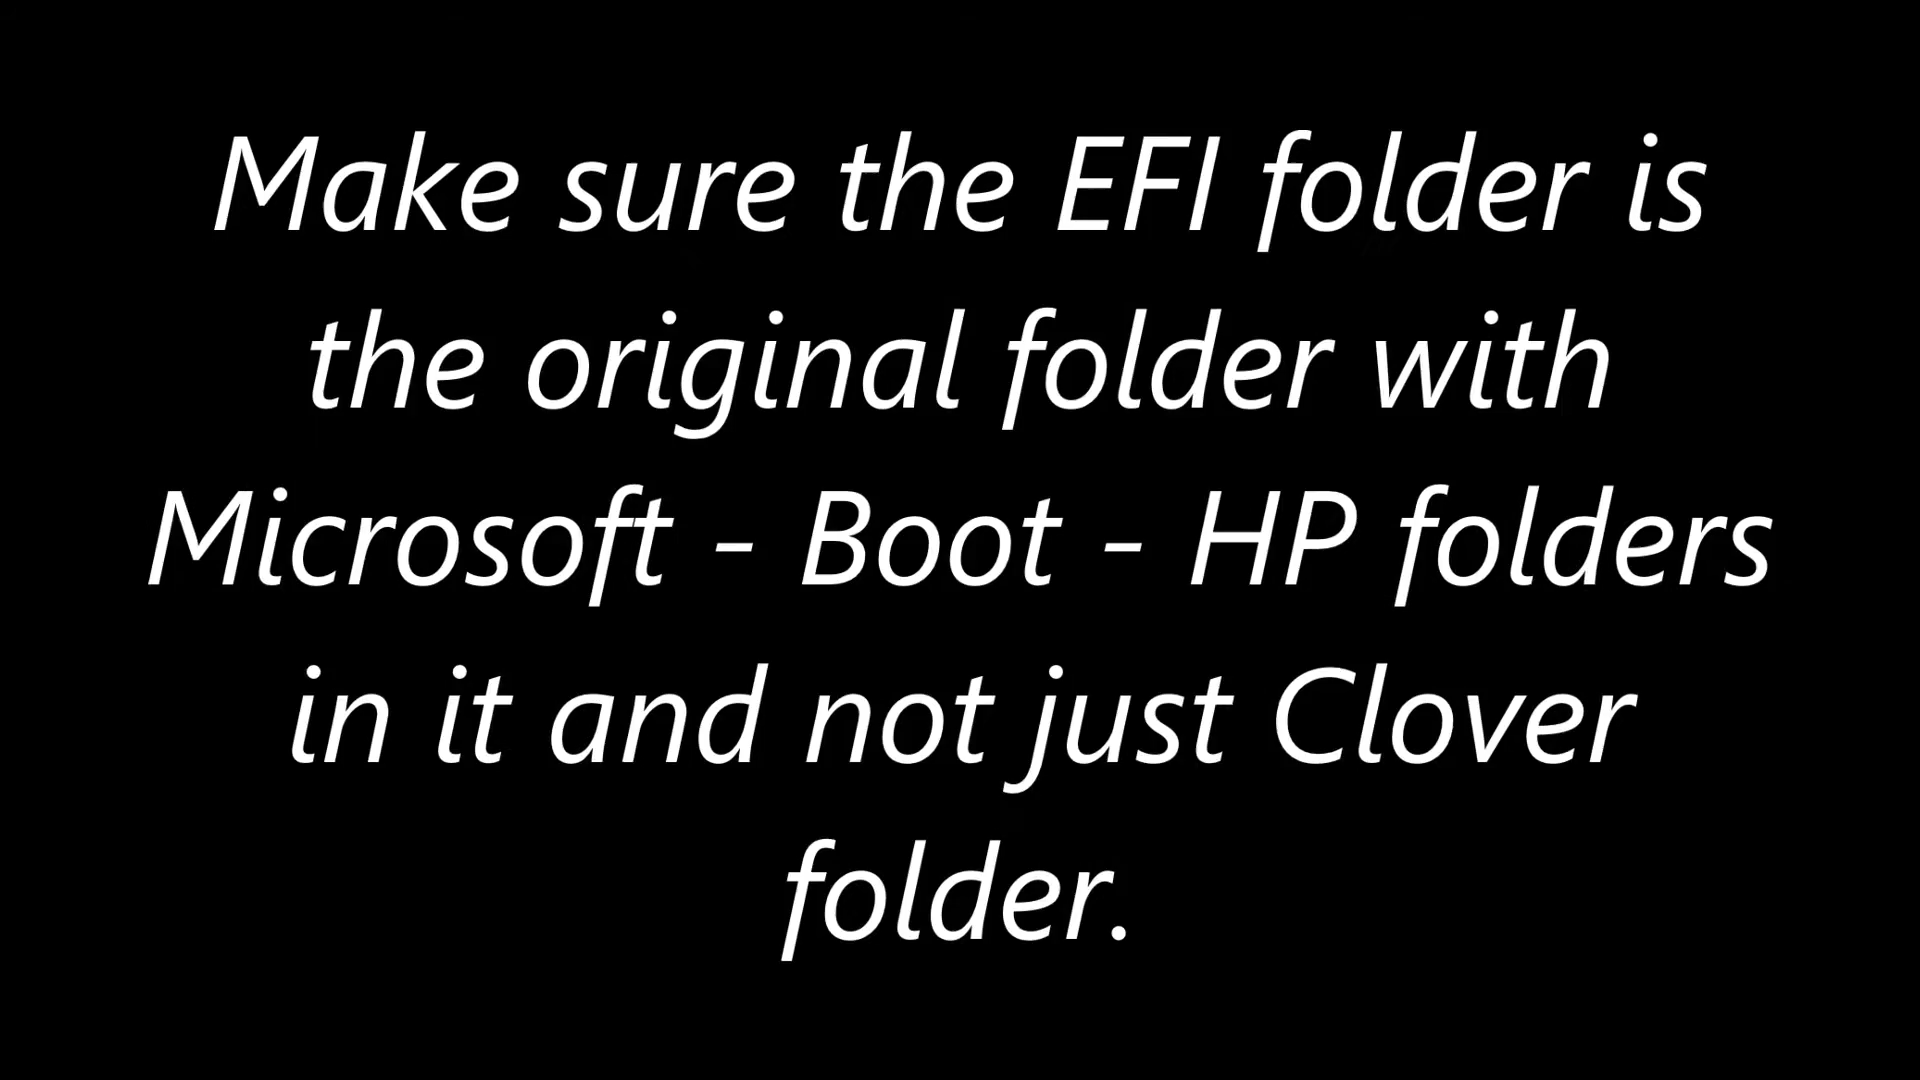 Make sure the EFI folder is
the original folder with
Microsoft - Boot - HP folders
in it and not just Clover
folder.